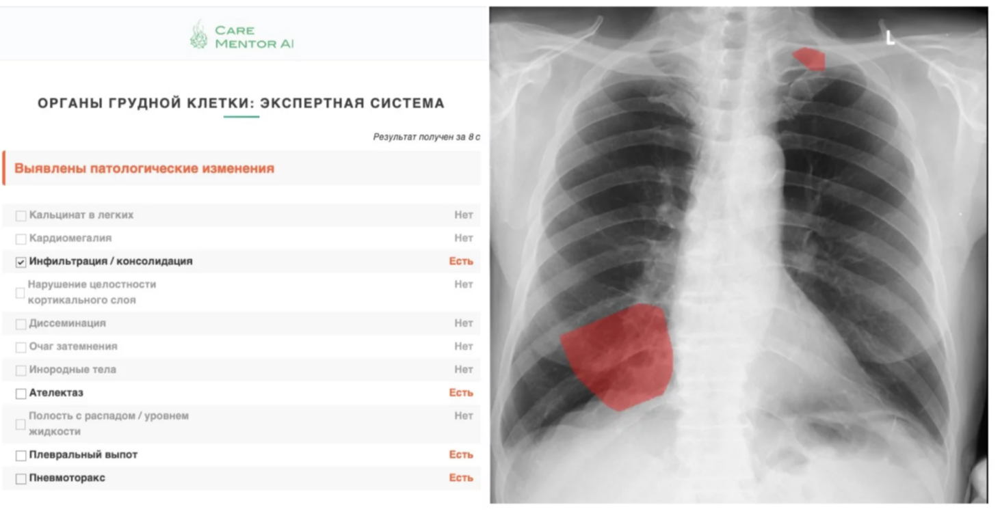 CARE
MENTOR AI
ОРГАНЫ ГРУДНОЙ КЛЕТКИ: ЭКСПЕРТНАЯ СИСТЕМА
Результат получен за 8 с
Выявлены патологические изменения
Кальцинат в легких Нет
Кардиомегалия Нет
Инфильтрация / консолидация Есть
Нарушение целостности Нет
кортикального слоя
Диссеминация Нет
Очаг затемнения Нет
Инородные тела Нет
Ателектаз Есть
Полость с распадом / уровнем Нет
жидкости
Плевральный выпот Есть
Пневмоторакс Есть
L